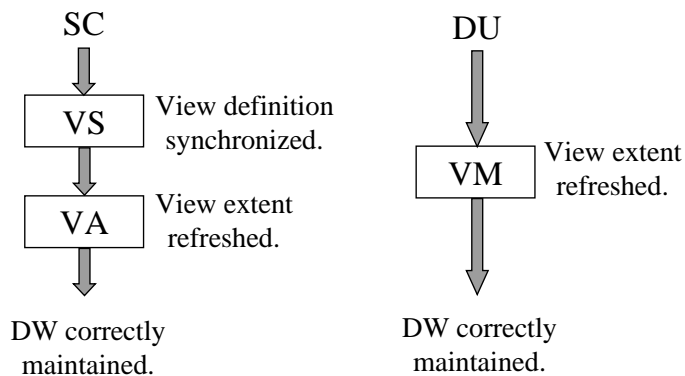 SC
VS
View definition
synchronized.
VA
View extent
refreshed.
DW correctly
maintained.
DU
VM
View extent
refreshed.
DW correctly
maintained.